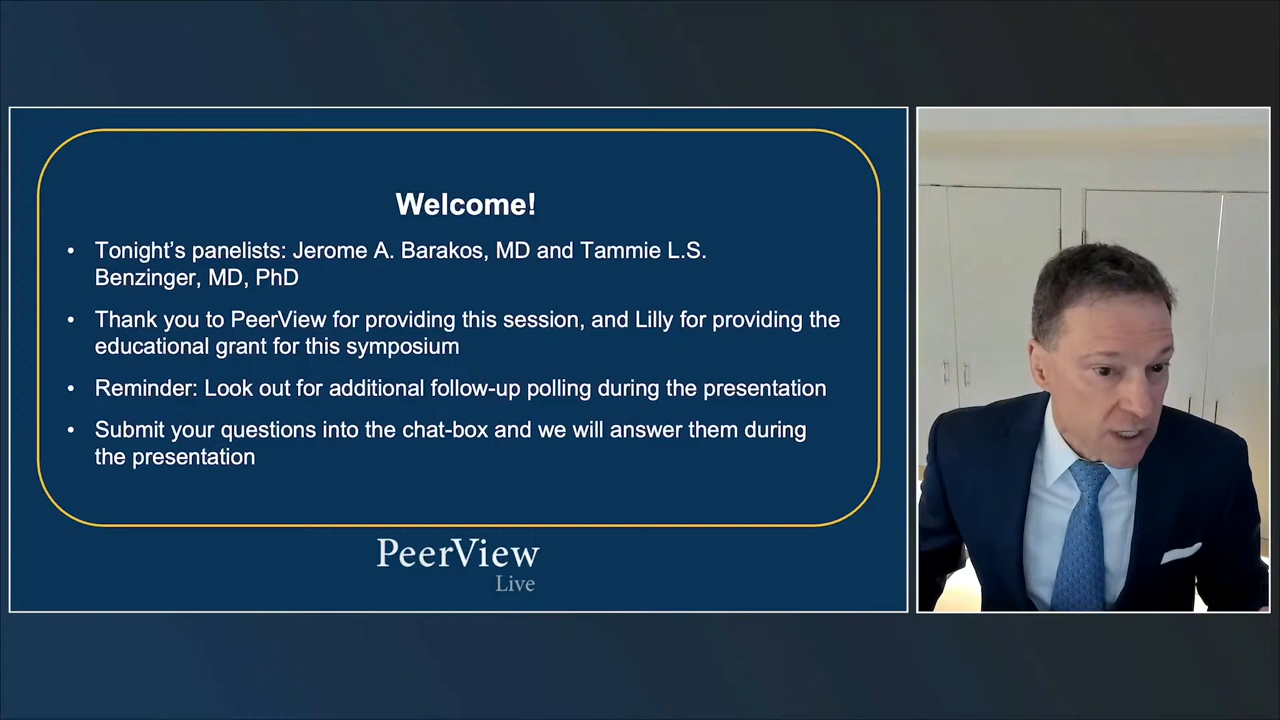 Welcome!
• Tonight's panelists: Jerome A. Barakos, MD and Tammie L.S.
Benzinger, MD, PhD
• Thank you to PeerView for providing this session, and Lilly for providing the
educational grant for this symposium
• Reminder: Look out for additional follow-up polling during the presentation
• Submit your questions into the chat-box and we will answer them during
the presentation
PeerView
Live